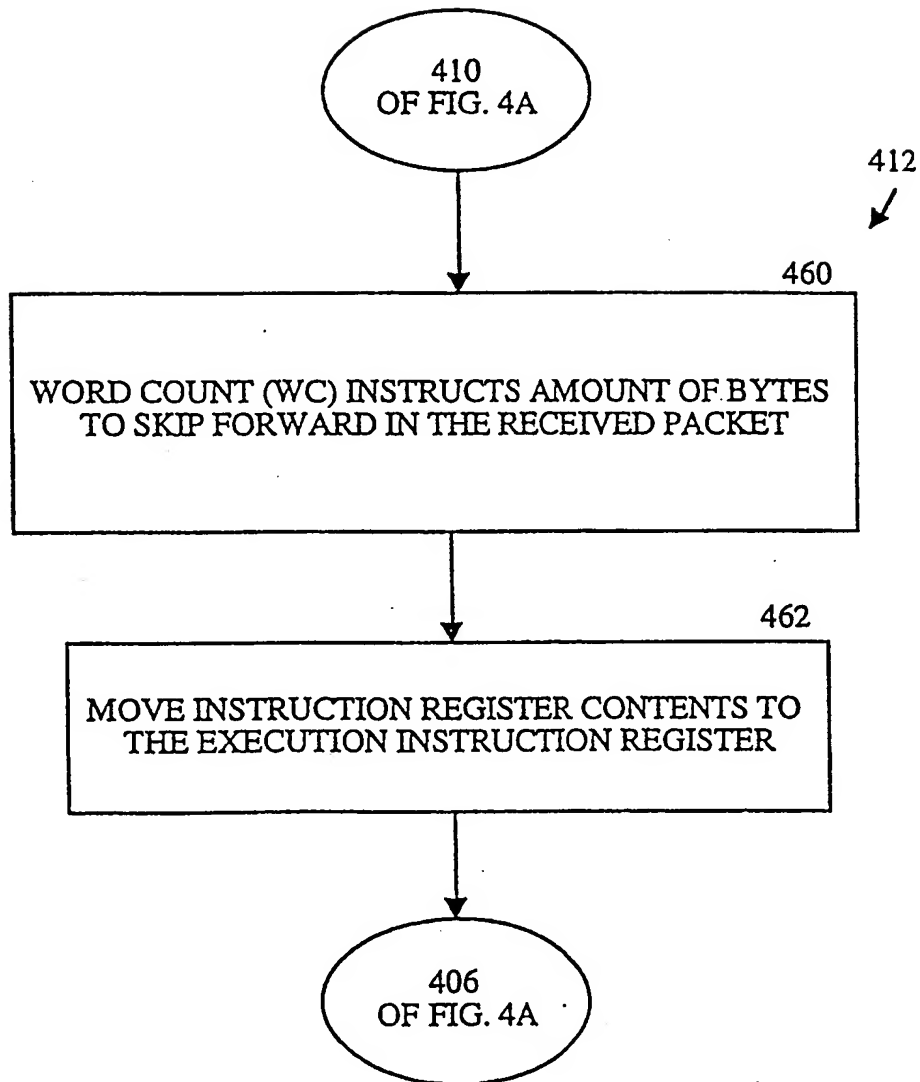 410
OF FIG. 4A
412
460
WORD COUNT (WC) INSTRUCTS AMOUNT OF BYTES
TO SKIP FORWARD IN THE RECEIVED PACKET
462
MOVE INSTRUCTION REGISTER CONTENTS TO
THE EXECUTION INSTRUCTION REGISTER
406
OF FIG. 4A